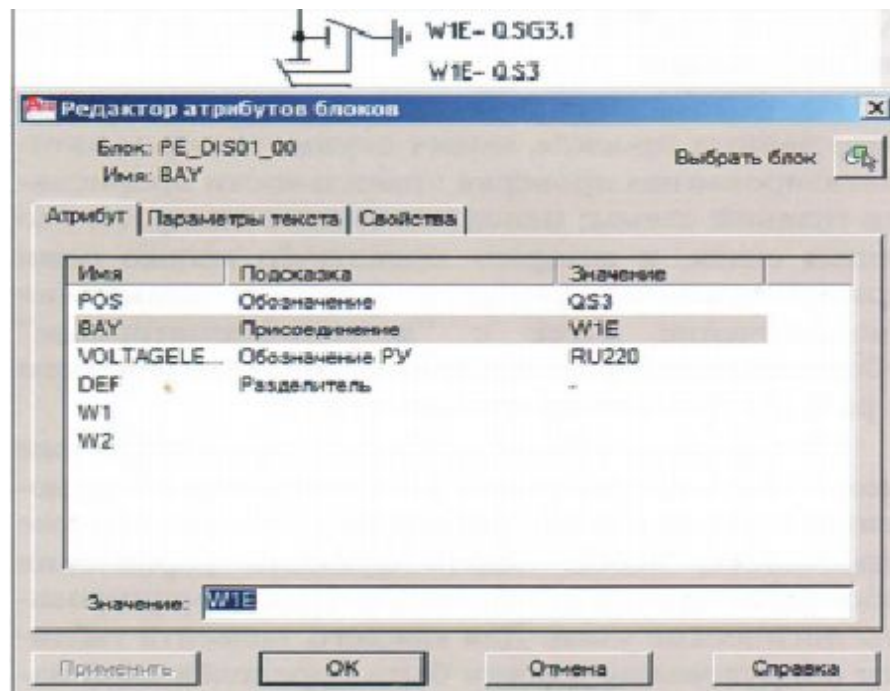 W1E- QSG3.1
W1E- QS3
Редактор атрибутов блоков
Блок: PE_DIS01_00
Имя: BAY
Выбрать блок
Атрибут Параметры текста Свойства
Имя Подсказка Значение
POS Обозначение QS3
BAY Присоединение W1E
VOLTAGELE... Обозначение РУ RU220
DEF Разделитель -
W1
W2
Значение: W1E
Применить OK Отмена Справка